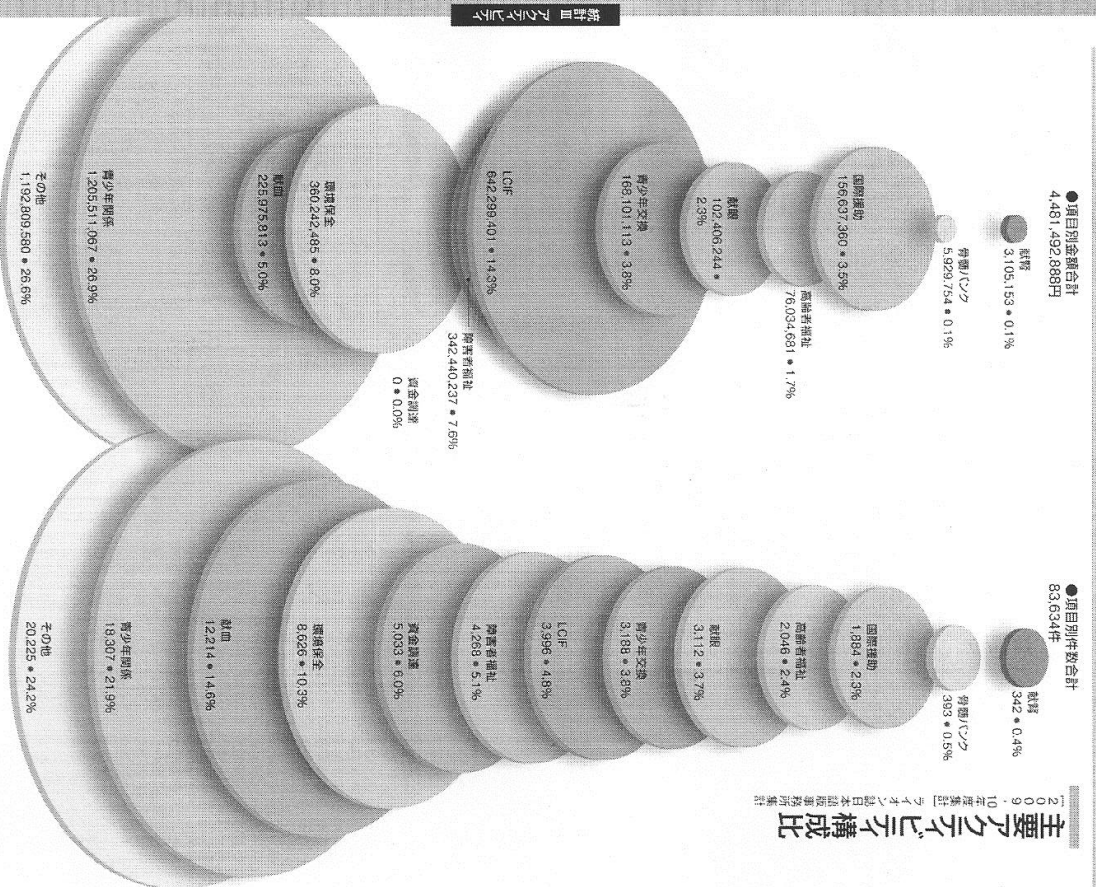 統計Ⅲ アクティビティ
主要アクティビティ構成比
「2009・10年度集計」ライオン誌日本語版事務所集計
●項目別金額合計
4,481,492,888円
献腎
3,105,153 ● 0.1%
骨髄バンク
5,929,754 ● 0.1%
国際援助
156,637,360 ● 3.5%
高齢者福祉
76,034,681 ● 1.7%
献眼
102,406,244 ●
2.3%
青少年交換
168,101,113 ● 3.8%
LCIF
642,299,401 ● 14.3%
障害者福祉
342,440,237 ● 7.6%
資金調達
0 ● 0.0%
環境保全
360,242,485 ● 8.0%
献血
225,975,813 ● 5.0%
青少年関係
1,205,511,067 ● 26.9%
その他
1,192,809,580 ● 26.6%
●項目別件数合計
83,634件
献腎
342 ● 0.4%
骨髄バンク
393 ● 0.5%
国際援助
1,884 ● 2.3%
高齢者福祉
2,046 ● 2.4%
献眼
3,112 ● 3.7%
青少年交換
3,188 ● 3.8%
LCIF
3,996 ● 4.8%
障害者福祉
4,268 ● 5.1%
資金調達
5,033 ● 6.0%
環境保全
8,626 ● 10.3%
献血
12,214 ● 14.6%
青少年関係
18,307 ● 21.9%
その他
20,225 ● 24.2%